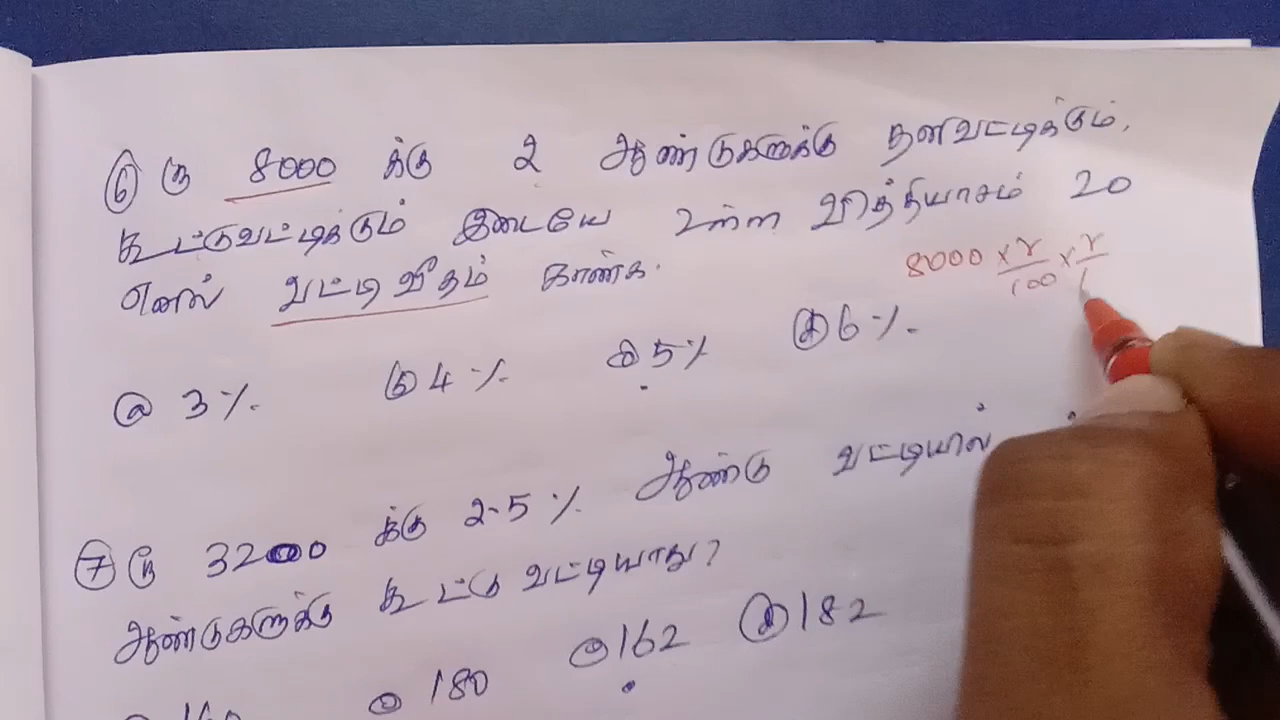 ⑥ ரூ 8000 க்கு 2 ஆண்டுகளுக்கு தனிவட்டிக்கும்,
கூட்டுவட்டிக்கும் இடையே உள்ள வித்தியாசம் 20
எனில் வட்டி வீதம் காண்க.
8000 × r/100 × r/1
ⓐ 3% ⓑ 4% ⓒ 5% ⓓ 6%
⑦ ரூ 3200 க்கு 2.5% ஆண்டு வட்டியில்
ஆண்டுகளுக்கு கூட்டு வட்டியாது?
180 ⓒ 162 ⓓ 182